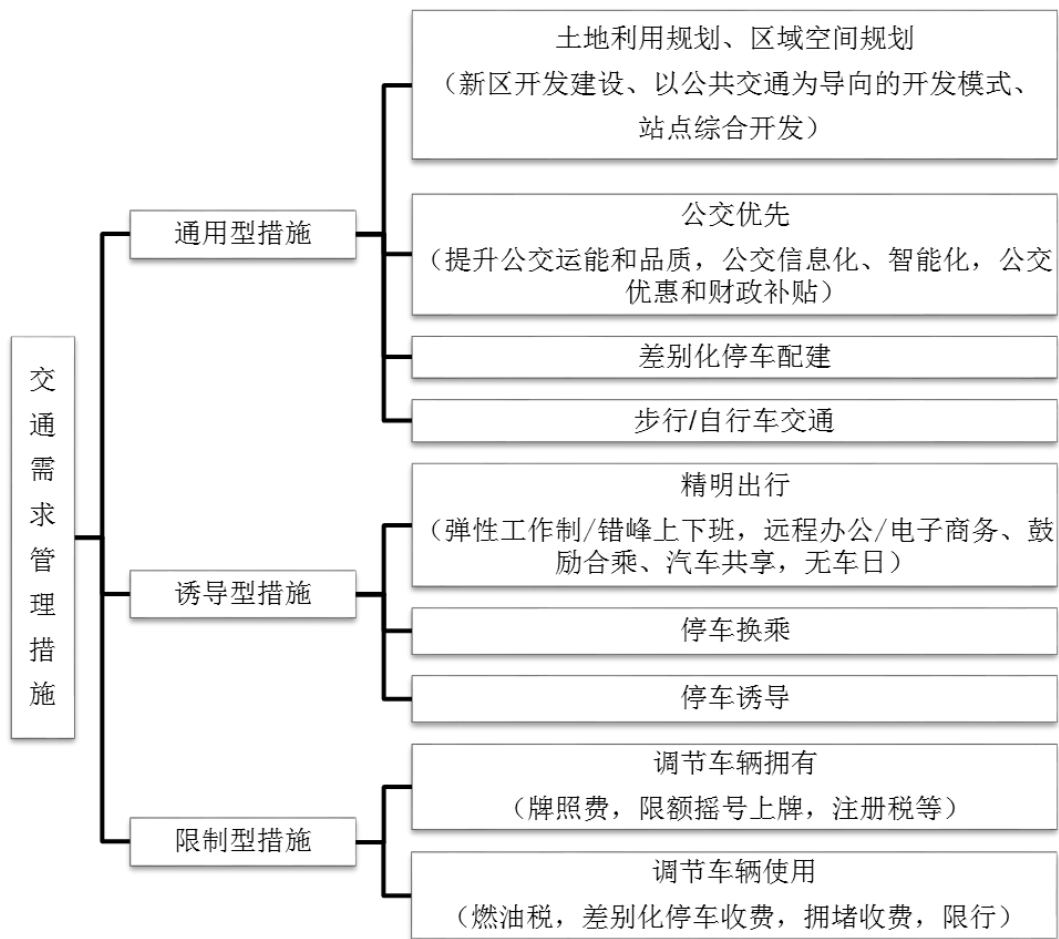 交通需求管理措施
通用型措施
土地利用规划、区域空间规划
（新区开发建设、以公共交通为导向的开发模式、
站点综合开发）
公交优先
（提升公交运能和品质，公交信息化、智能化，公交
优惠和财政补贴）
差别化停车配建
步行/自行车交通
诱导型措施
精明出行
（弹性工作制/错峰上下班，远程办公/电子商务、鼓
励合乘、汽车共享，无车日）
停车换乘
停车诱导
限制型措施
调节车辆拥有
（牌照费，限额摇号上牌，注册税等）
调节车辆使用
（燃油税，差别化停车收费，拥堵收费，限行）